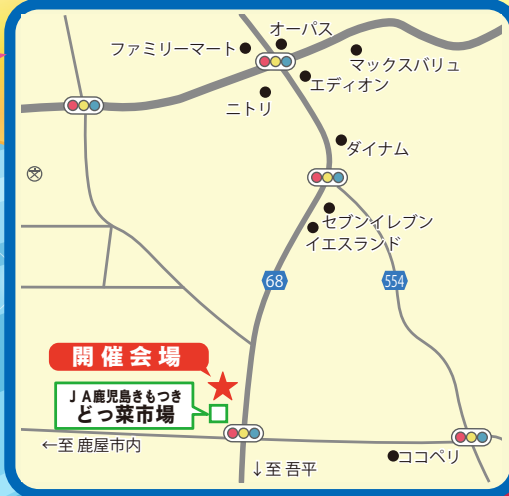 オーパス
ファミリーマート
マックスバリュ
エディオン
ニトリ
ダイナム
文
セブンイレブン
イエスランド
68
554
開催会場
JA鹿児島きもつき
どっ菜市場
←至 鹿屋市内
↓至 吾平
ココペリ